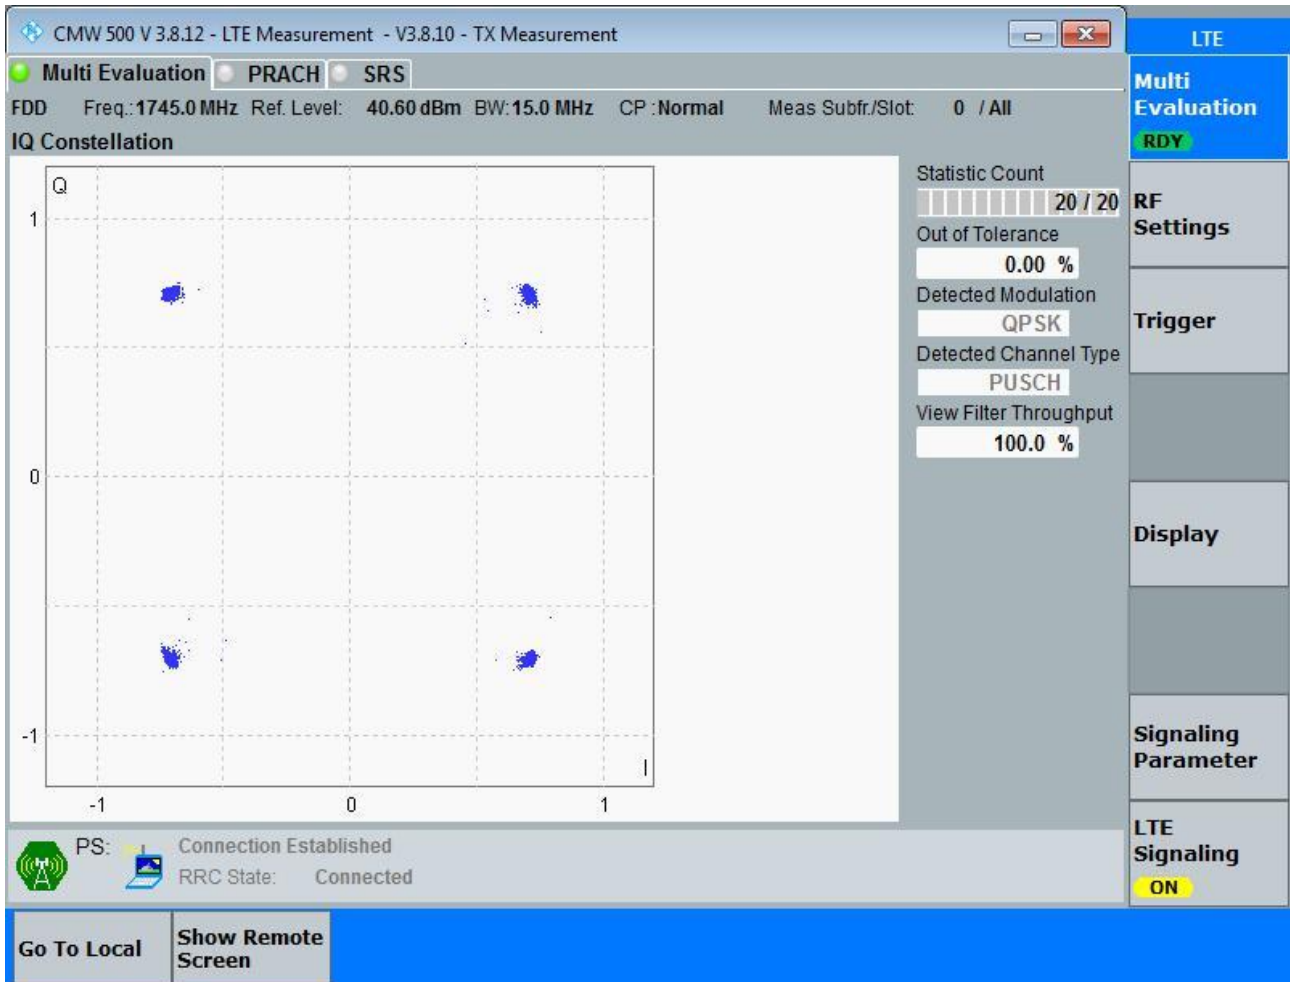 CMW 500 V 3.8.12 - LTE Measurement - V3.8.10 - TX Measurement
LTE
Multi Evaluation PRACH SRS
FDD Freq.:1745.0 MHz Ref. Level: 40.60 dBm BW:15.0 MHz CP :Normal Meas Subfr./Slot: 0 / All
IQ Constellation
Q
1
0
-1
I
-1 0 1
Statistic Count
20 / 20
Out of Tolerance
0.00 %
Detected Modulation
QPSK
Detected Channel Type
PUSCH
View Filter Throughput
100.0 %
Multi
Evaluation
RDY
RF
Settings
Trigger
Display
Signaling
Parameter
LTE
Signaling
ON
PS: Connection Established
RRC State: Connected
Go To Local
Show Remote
Screen